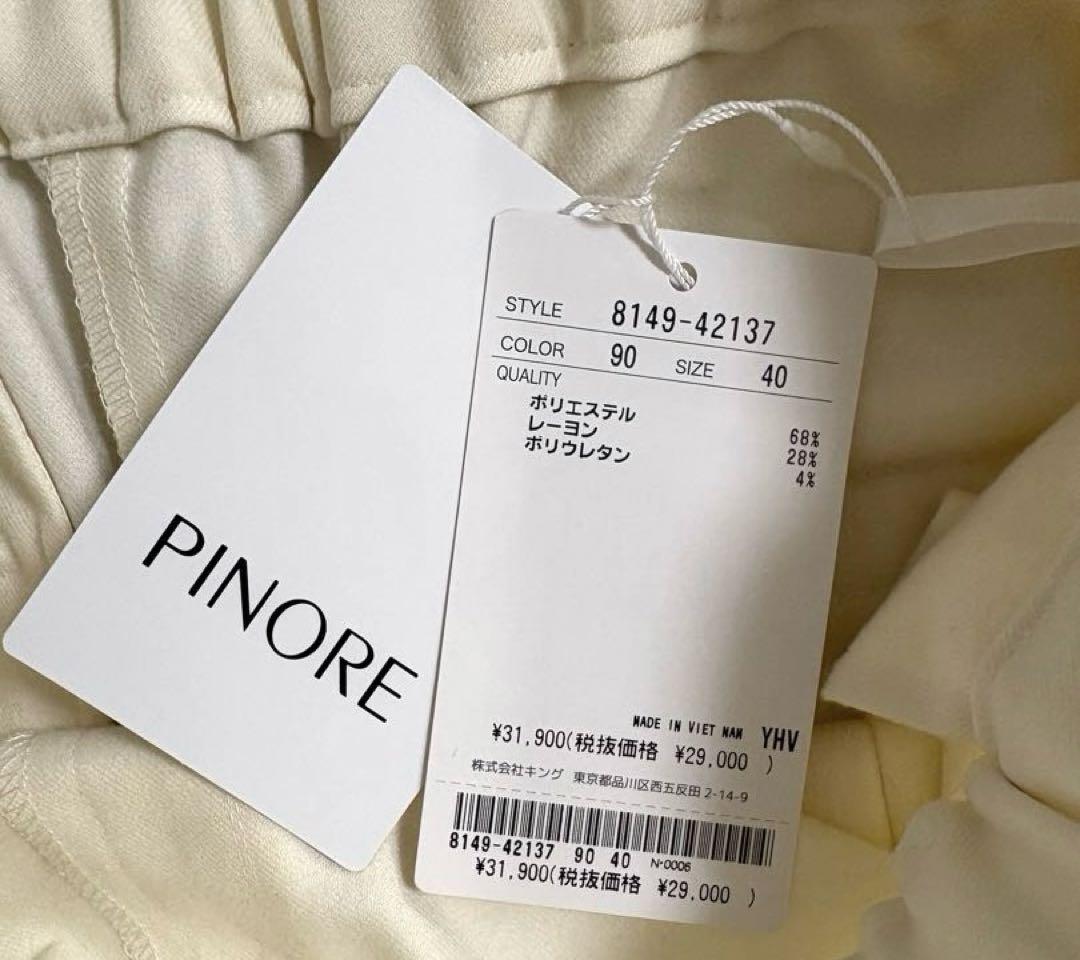 PINORE
STYLE 8149-42137
COLOR 90 SIZE 40
QUALITY
ポリエステル 68%
レーヨン 28%
ポリウレタン 4%
MADE IN VIET NAM YHV
¥31,900(税抜価格 ¥29,000 )
株式会社キング 東京都品川区西五反田 2-14-9
8149-42137 90 40 N-0006
¥31,900(税抜価格 ¥29,000 )